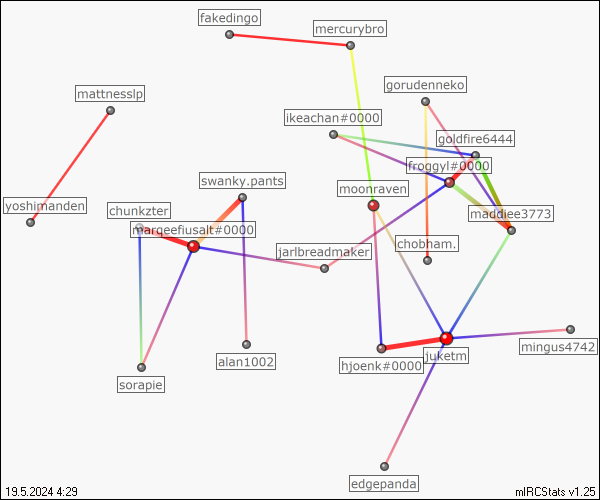 fakedingo
mercurybro
gorudenneko
mattnesslp
ikeachan#0000
goldfire6444
froggyl#0000
swanky.pants
moonraven
yoshimanden
chunkzter
maddiee3773
marqeefiusalt#0000
jarlbreadmaker
chobham.
alan1002
hjoenk#0000
juketm
mingus4742
sorapie
edgepanda
19.5.2024 4:29
mIRCStats v1.25